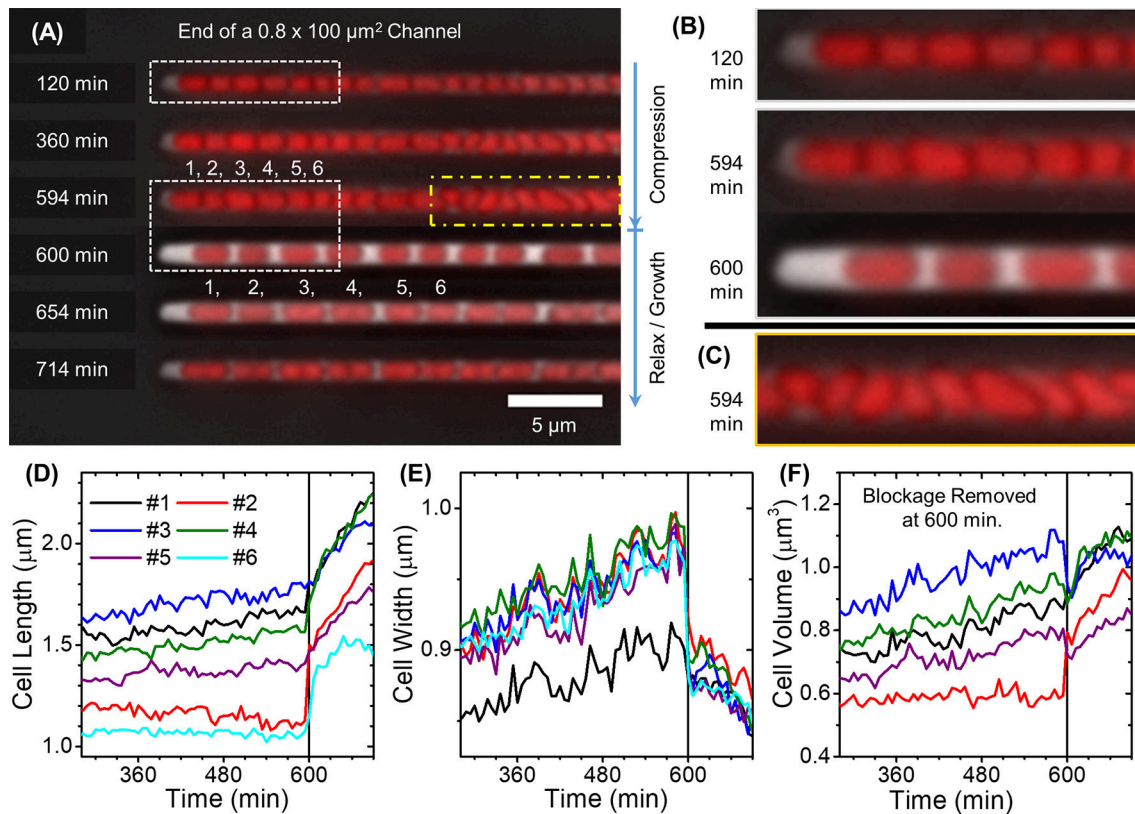 (A)
End of a 0.8 x 100 µm² Channel
120 min
360 min
1, 2, 3, 4, 5, 6
594 min
600 min
1, 2, 3, 4, 5, 6
654 min
714 min
5 µm
Compression
Relax / Growth
(B)
120
min
594
min
600
min
(C)
594
min
(D)
#1 #2
#3 #4
#5 #6
Cell Length (µm)
2.0
1.5
1.0
360 480 600
Time (min)
(E)
Cell Width (µm)
1.0
0.9
360 480 600
Time (min)
(F)
Blockage Removed
at 600 min.
Cell Volume (µm³)
1.2
1.0
0.8
0.6
0.4
360 480 600
Time (min)